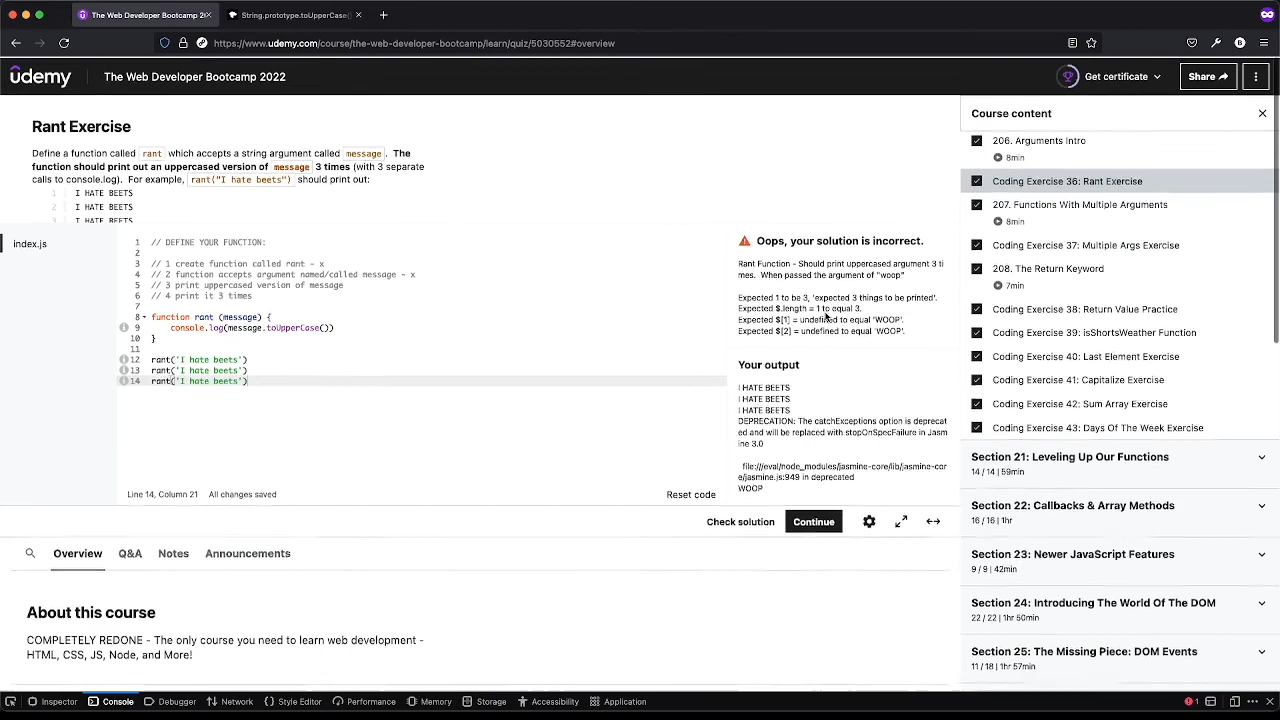 The Web Developer Bootcamp 20
String.prototype.toUpperCase()
https://www.udemy.com/course/the-web-developer-bootcamp/learn/quiz/5030552#overview
B
ûdemy
The Web Developer Bootcamp 2022
Get certificate
Share
Rant Exercise
Define a function called rant which accepts a string argument called message. The
function should print out an uppercased version of message 3 times (with 3 separate
calls to console.log). For example, rant("I hate beets") should print out:
1 I HATE BEETS
2 I HATE BEETS
3 I HATE BEETS
index.js
1 // DEFINE YOUR FUNCTION:
2
3 // 1 create function called rant - x
4 // 2 function accepts argument named/called message - x
5 // 3 print uppercased version of message
6 // 4 print it 3 times
7
8 function rant (message) {
9 console.log(message.toUpperCase())
10 }
11
12 rant('I hate beets')
13 rant('I hate beets')
14 rant('I hate beets')
Line 14, Column 21 All changes saved
Reset code
Oops, your solution is incorrect.
Rant Function - Should print uppercased argument 3 ti
mes. When passed the argument of "woop"
Expected 1 to be 3, 'expected 3 things to be printed'.
Expected $.length = 1 to equal 3.
Expected $[1] = undefined to equal 'WOOP'.
Expected $[2] = undefined to equal 'WOOP'.
Your output
I HATE BEETS
I HATE BEETS
I HATE BEETS
DEPRECATION: The catchExceptions option is deprecat
ed and will be replaced with stopOnSpecFailure in Jas
mine 3.0
file:///eval/node_modules/jasmine-core/lib/jasmine-cor
e/jasmine.js:949 in deprecated
WOOP
Check solution
Continue
Overview
Q&A
Notes
Announcements
About this course
COMPLETELY REDONE - The only course you need to learn web development -
HTML, CSS, JS, Node, and More!
Course content
206. Arguments Intro
8min
Coding Exercise 36: Rant Exercise
207. Functions With Multiple Arguments
8min
Coding Exercise 37: Multiple Args Exercise
208. The Return Keyword
7min
Coding Exercise 38: Return Value Practice
Coding Exercise 39: isShortsWeather Function
Coding Exercise 40: Last Element Exercise
Coding Exercise 41: Capitalize Exercise
Coding Exercise 42: Sum Array Exercise
Coding Exercise 43: Days Of The Week Exercise
Section 21: Leveling Up Our Functions
14 / 14 | 59min
Section 22: Callbacks & Array Methods
16 / 16 | 1hr
Section 23: Newer JavaScript Features
9 / 9 | 42min
Section 24: Introducing The World Of The DOM
22 / 22 | 1hr 50min
Section 25: The Missing Piece: DOM Events
11 / 18 | 1hr 57min
Inspector
Console
Debugger
Network
Style Editor
Performance
Memory
Storage
Accessibility
Application
1